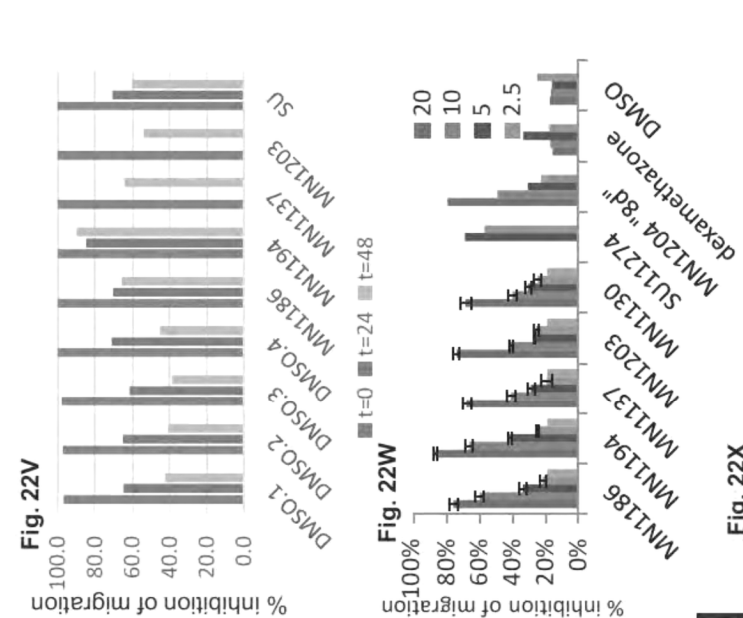 Fig. 22V
% inhibition of migration
100.0
80.0
60.0
40.0
20.0
0.0
DMSO.1
DMSO.2
DMSO.3
DMSO.4
MN1186
MN1194
MN1137
MN1203
SU
t=0 t=24 t=48
Fig. 22W
% inhibition of migration
100%
80%
60%
40%
20%
0%
20
10
5
2.5
MN1186
MN1194
MN1137
MN1203
MN1130
SU11274
MN1204 "8d"
dexamethazone
DMSO
Fig. 22X